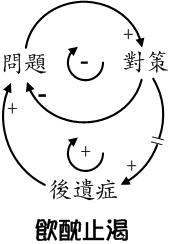 +
問題 - 對策
-
+ + +
後遺症
飲酖止渴